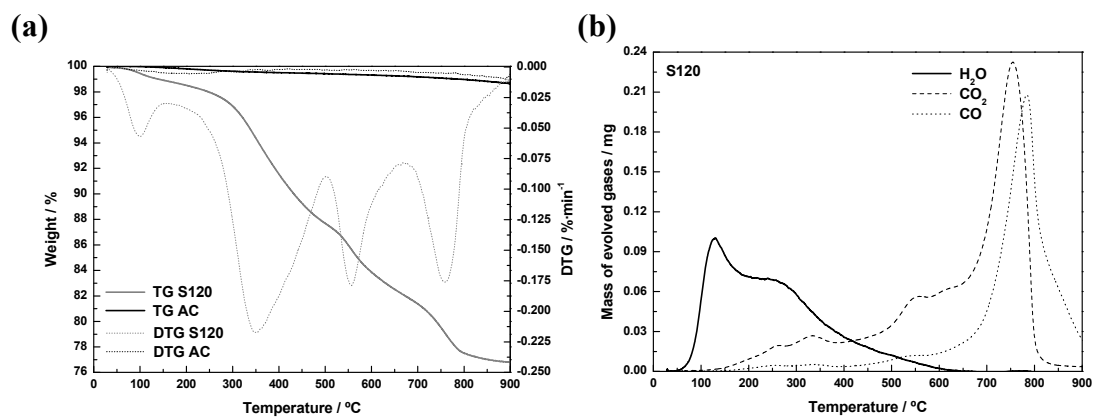 (a)
100
98
96
94
92
90
88
86
84
82
80
78
76
Weight / %
0.000
-0.025
-0.050
-0.075
-0.100
-0.125
-0.150
-0.175
-0.200
-0.225
-0.250
DTG / %·min⁻¹
TG S120
TG AC
DTG S120
DTG AC
0 100 200 300 400 500 600 700 800 900
Temperature / ºC
(b)
0.24
0.21
0.18
0.15
0.12
0.09
0.06
0.03
0.00
Mass of evolved gases / mg
S120
H₂O
CO₂
CO
0 100 200 300 400 500 600 700 800 900
Temperature / ºC